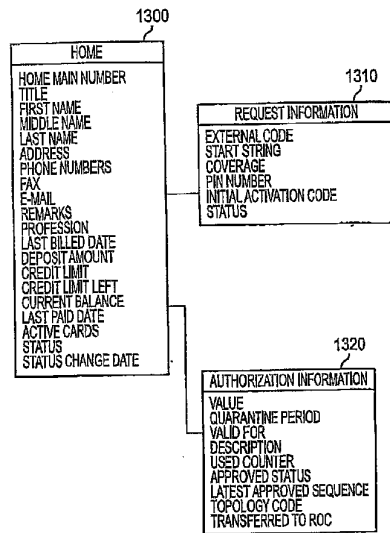 1300
HOME
HOME MAIN NUMBER
TITLE
FIRST NAME
MIDDLE NAME
LAST NAME
ADDRESS
PHONE NUMBERS
FAX
E-MAIL
REMARKS
PROFESSION
LAST BILLED DATE
DEPOSIT AMOUNT
CREDIT LIMIT
CREDIT LIMIT LEFT
CURRENT BALANCE
LAST PAID DATE
ACTIVE CARDS
STATUS
STATUS CHANGE DATE
1310
REQUEST INFORMATION
EXTERNAL CODE
START STRING
COVERAGE
PIN NUMBER
INITIAL ACTIVATION CODE
STATUS
1320
AUTHORIZATION INFORMATION
VALUE
QUARANTINE PERIOD
VALID FOR
DESCRIPTION
USED COUNTER
APPROVED STATUS
LATEST APPROVED SEQUENCE
TOPOLOGY CODE
TRANSFERRED TO ROC